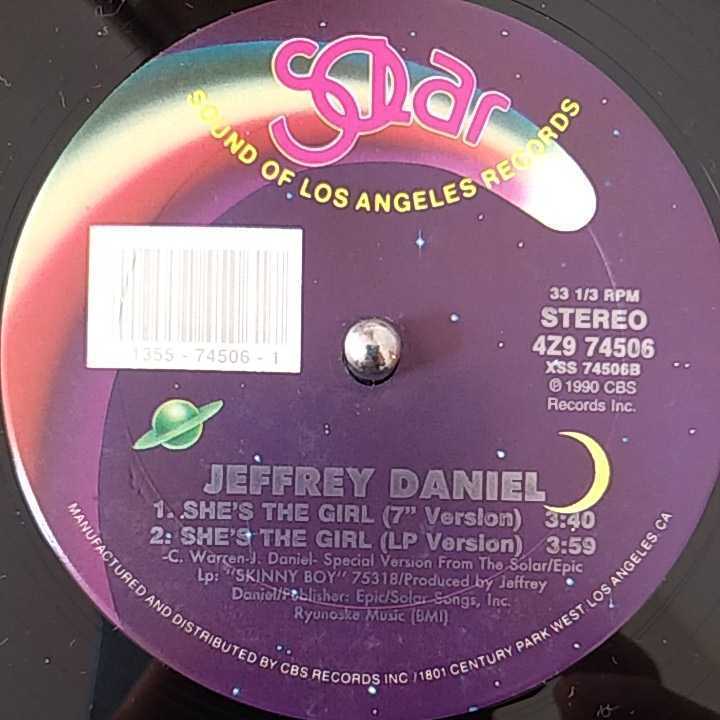 Solar
SOUND OF LOS ANGELES RECORDS
1355 - 74506 - 1
33 1/3 RPM
STEREO
4Z9 74506
XSS 74506B
℗ 1990 CBS
Records Inc.
JEFFREY DANIEL
1. SHE'S THE GIRL (7" Version) 3:40
2: SHE'S THE GIRL (LP Version) 3:59
-C. Warren-J. Daniel- Special Version From The Solar/Epic
Lp: "SKINNY BOY" 75318/Produced by Jeffrey
Daniel/Publisher: Epic/Solar Songs, Inc.
Ryunoske Music (BMI)
MANUFACTURED AND DISTRIBUTED BY CBS RECORDS INC / 1801 CENTURY PARK WEST LOS ANGELES, CA